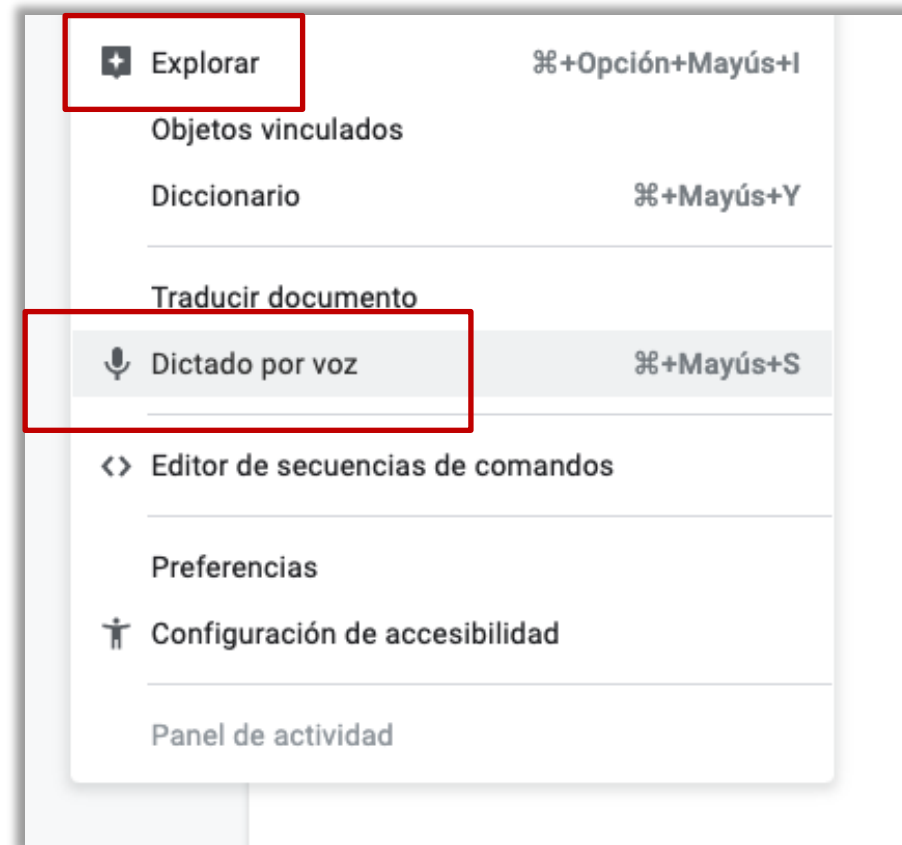 Explorar ⌘+Opción+Mayús+I
Objetos vinculados
Diccionario ⌘+Mayús+Y
Traducir documento
Dictado por voz ⌘+Mayús+S
Editor de secuencias de comandos
Preferencias
Configuración de accesibilidad
Panel de actividad